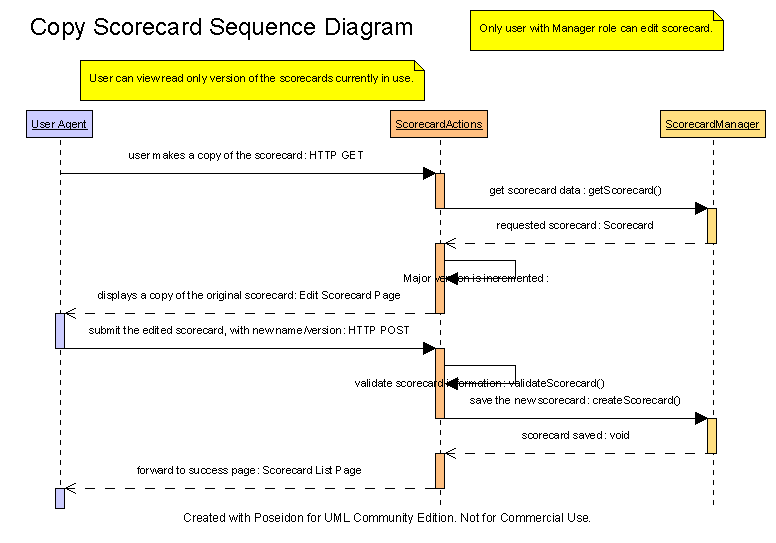 Copy Scorecard Sequence Diagram
Only user with Manager role can edit scorecard.
User can view read only version of the scorecards currently in use.
User Agent
ScorecardActions
ScorecardManager
user makes a copy of the scorecard : HTTP GET
get scorecard data : getScorecard()
requested scorecard : Scorecard
Major version is incremented :
displays a copy of the original scorecard: Edit Scorecard Page
submit the edited scorecard, with new name/version : HTTP POST
validate scorecard information : validateScorecard()
save the new scorecard : createScorecard()
scorecard saved : void
forward to success page: Scorecard List Page
Created with Poseidon for UML Community Edition. Not for Commercial Use.